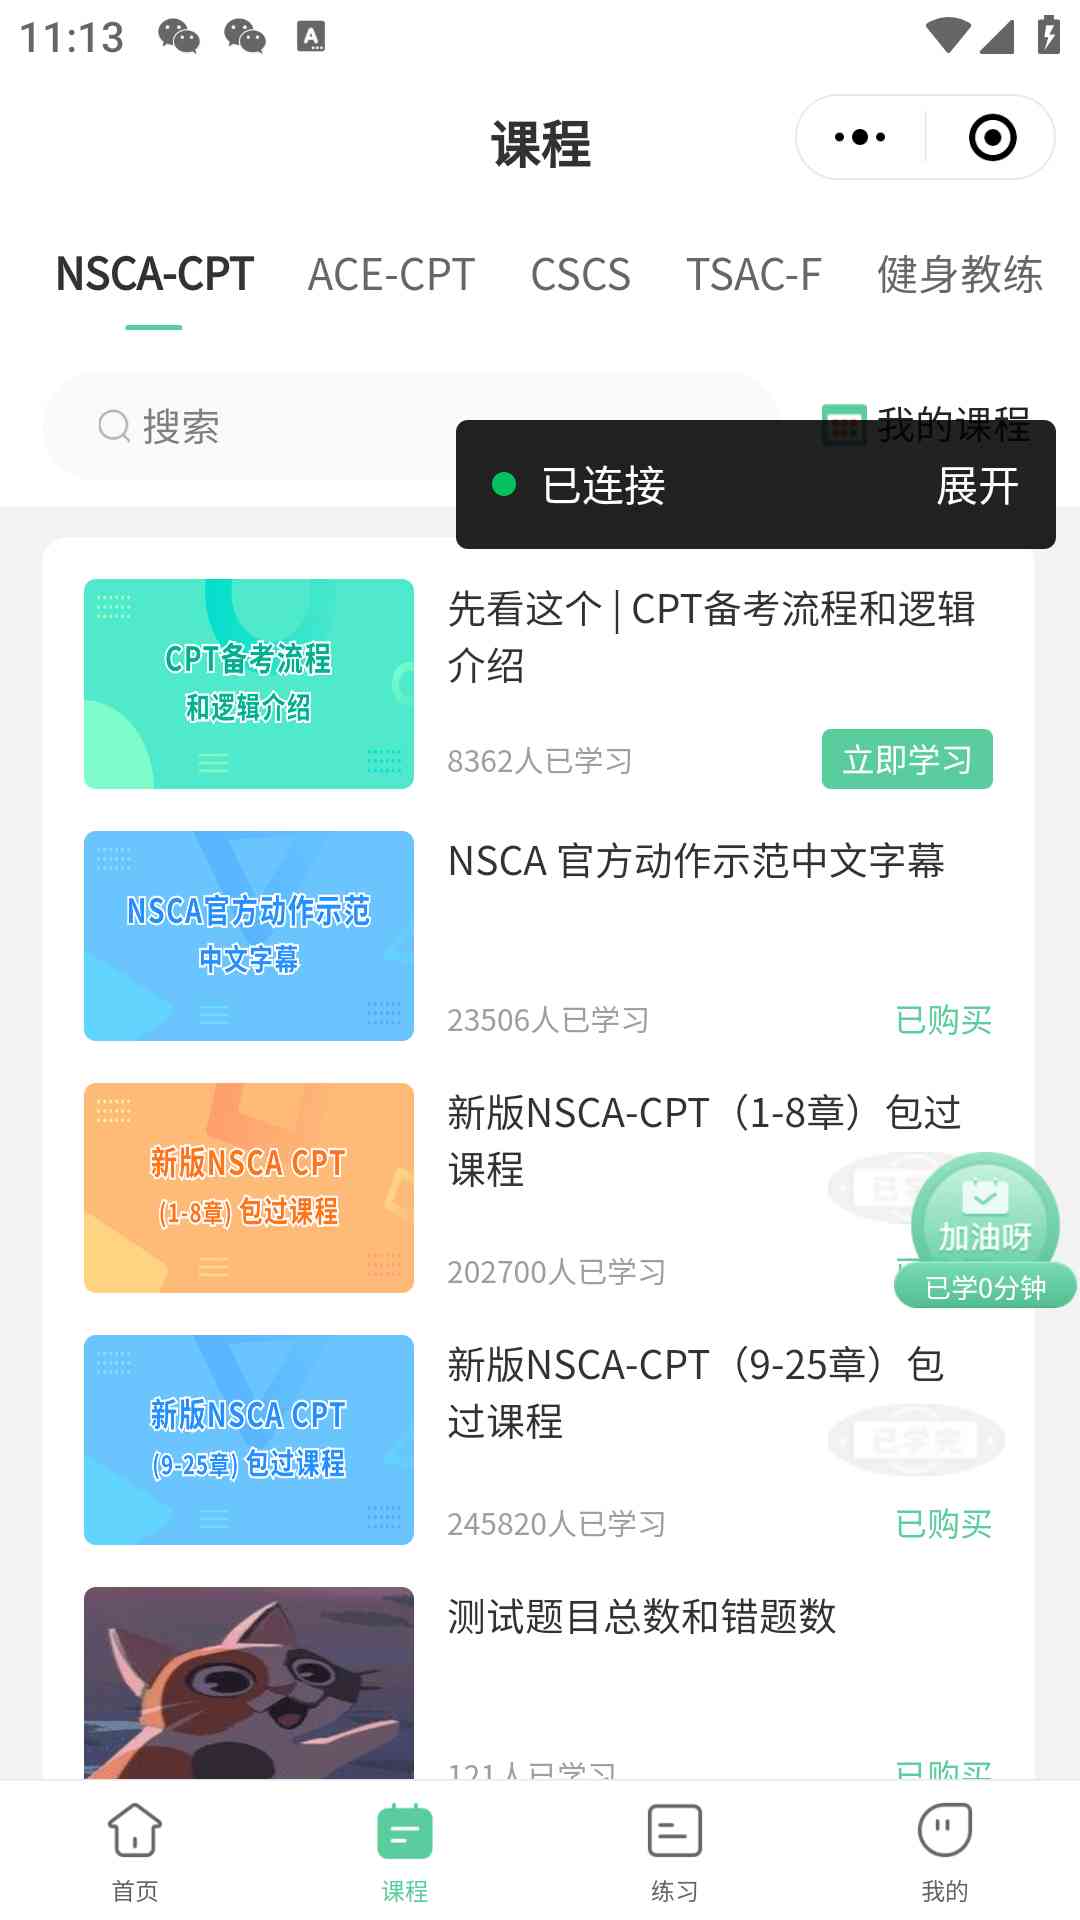 11:13
课程
NSCA-CPT ACE-CPT CSCS TSAC-F 健身教练
搜索
我的课程
已连接 展开
CPT备考流程
和逻辑介绍
先看这个 | CPT备考流程和逻辑
介绍
8362人已学习
立即学习
NSCA官方动作示范
中文字幕
NSCA 官方动作示范中文字幕
23506人已学习
已购买
新版NSCA CPT
(1-8章) 包过课程
新版NSCA-CPT（1-8章）包过
课程
202700人已学习
加油呀
已学0分钟
新版NSCA CPT
(9-25章) 包过课程
新版NSCA-CPT（9-25章）包
过课程
已学完
245820人已学习
已购买
测试题目总数和错题数
121人已学习
已购买
首页 课程 练习 我的